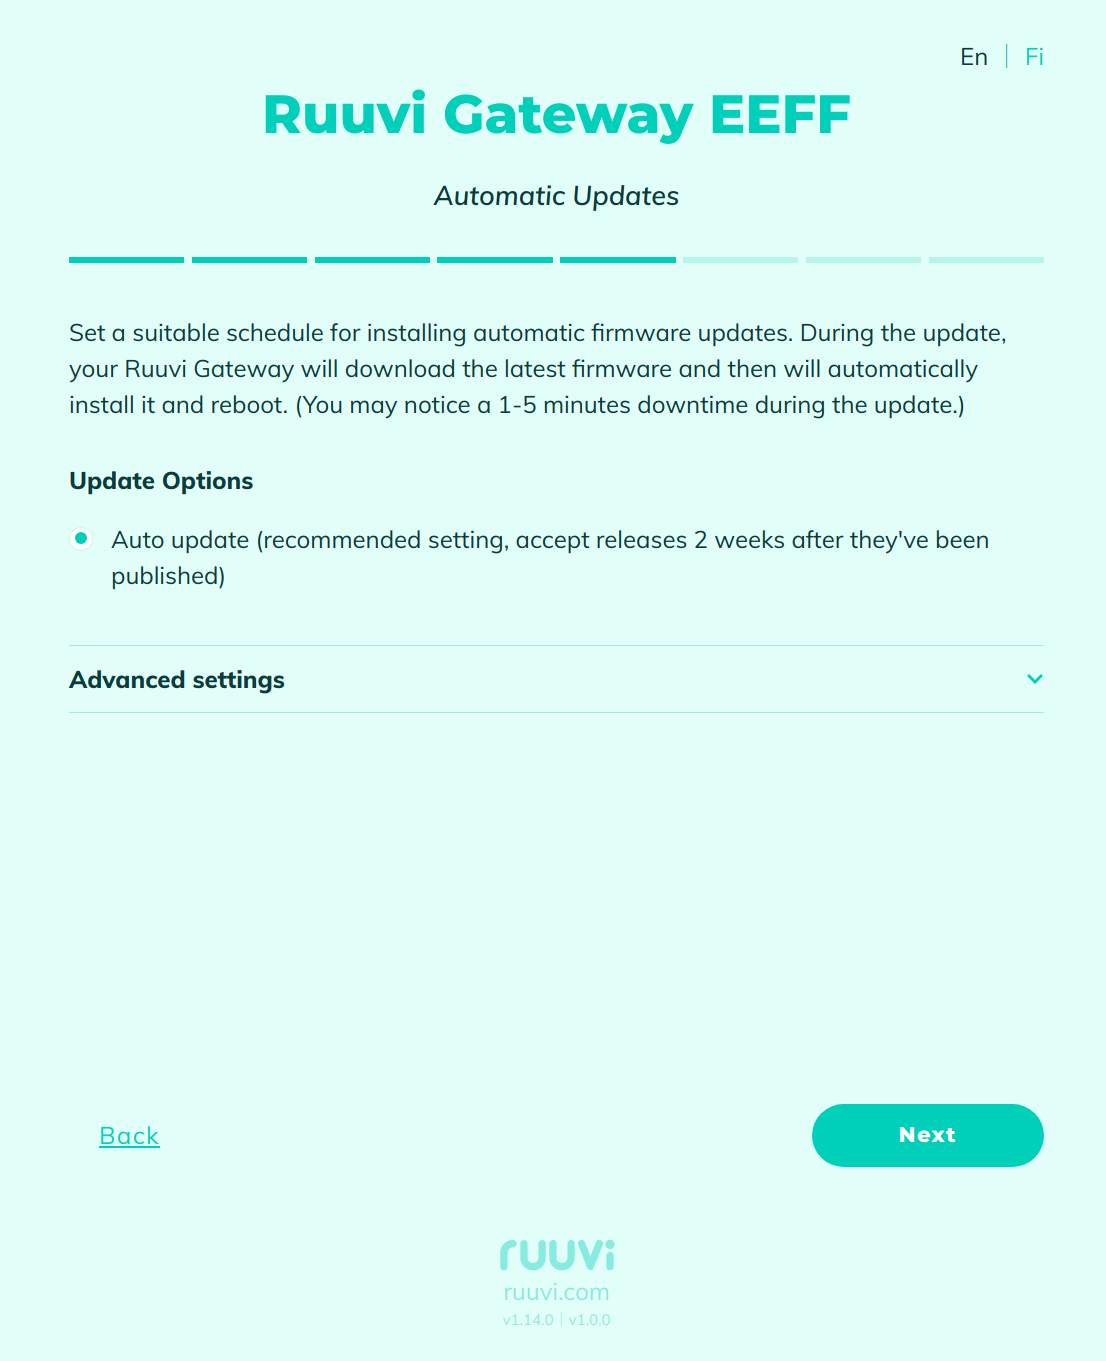 En | Fi
Ruuvi Gateway EEFF
Automatic Updates
Set a suitable schedule for installing automatic firmware updates. During the update,
your Ruuvi Gateway will download the latest firmware and then will automatically
install it and reboot. (You may notice a 1-5 minutes downtime during the update.)
Update Options
Auto update (recommended setting, accept releases 2 weeks after they've been
published)
Advanced settings
Back
Next
ruuvi
ruuvi.com
v1.14.0 | v1.0.0